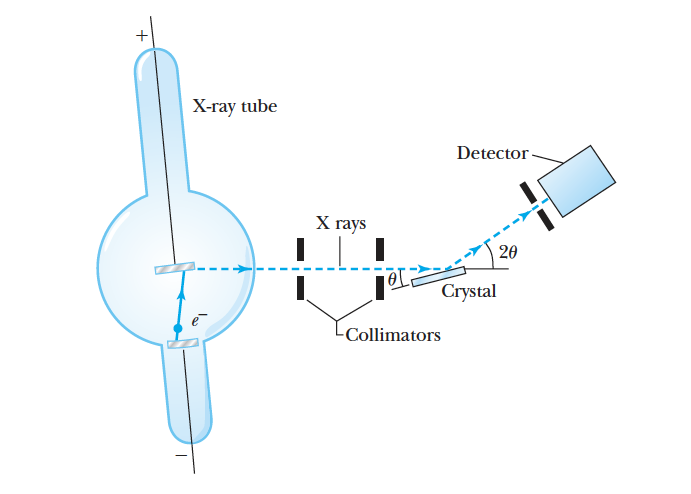 +
X-ray tube
Detector
X rays
2θ
θ
Crystal
e−
Collimators
−